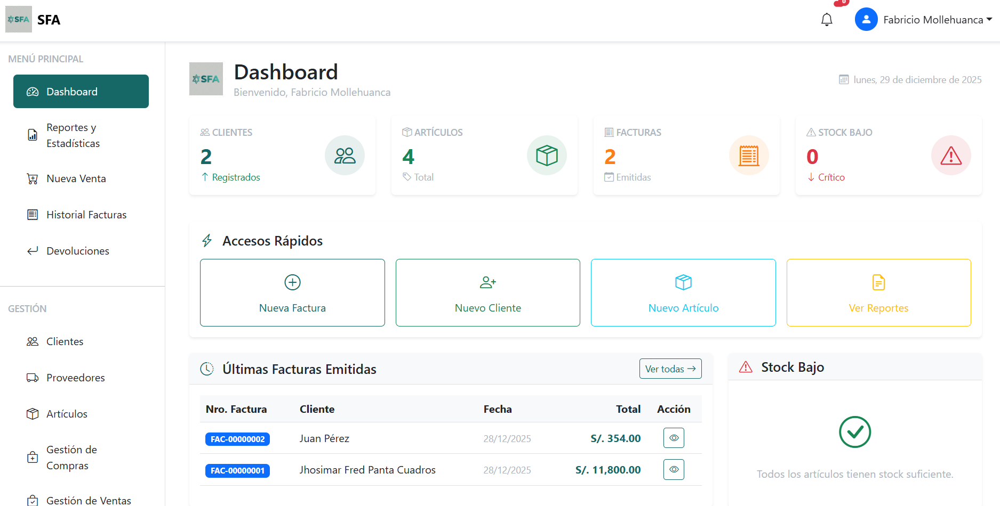 SFA
SFA
0
Fabricio Mollehuanca
MENÚ PRINCIPAL
Dashboard
Reportes y
Estadísticas
Nueva Venta
Historial Facturas
Devoluciones
GESTIÓN
Clientes
Proveedores
Artículos
Gestión de
Compras
Gestión de Ventas
SFA
Dashboard
Bienvenido, Fabricio Mollehuanca
lunes, 29 de diciembre de 2025
CLIENTES
2
Registrados
ARTÍCULOS
4
Total
FACTURAS
2
Emitidas
STOCK BAJO
0
Crítico
Accesos Rápidos
Nueva Factura
Nuevo Cliente
Nuevo Artículo
Ver Reportes
Últimas Facturas Emitidas
Ver todas →
Nro. Factura Cliente Fecha Total Acción
FAC-00000002 Juan Pérez 28/12/2025 S/. 354.00
FAC-00000001 Jhosimar Fred Panta Cuadros 28/12/2025 S/. 11,800.00
Stock Bajo
Todos los artículos tienen stock suficiente.